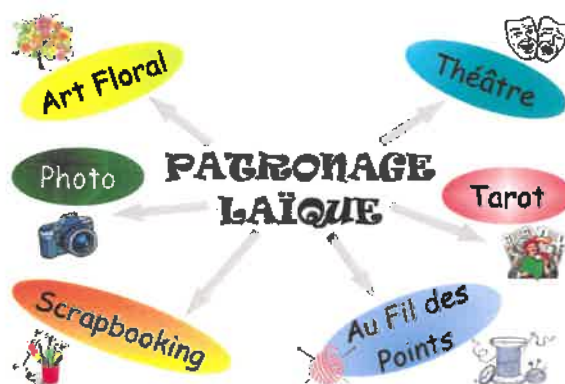 Art Floral
Théâtre
Photo
PATRONAGE
LAÏQUE
Tarot
Scrapbooking
Au Fil des
Points